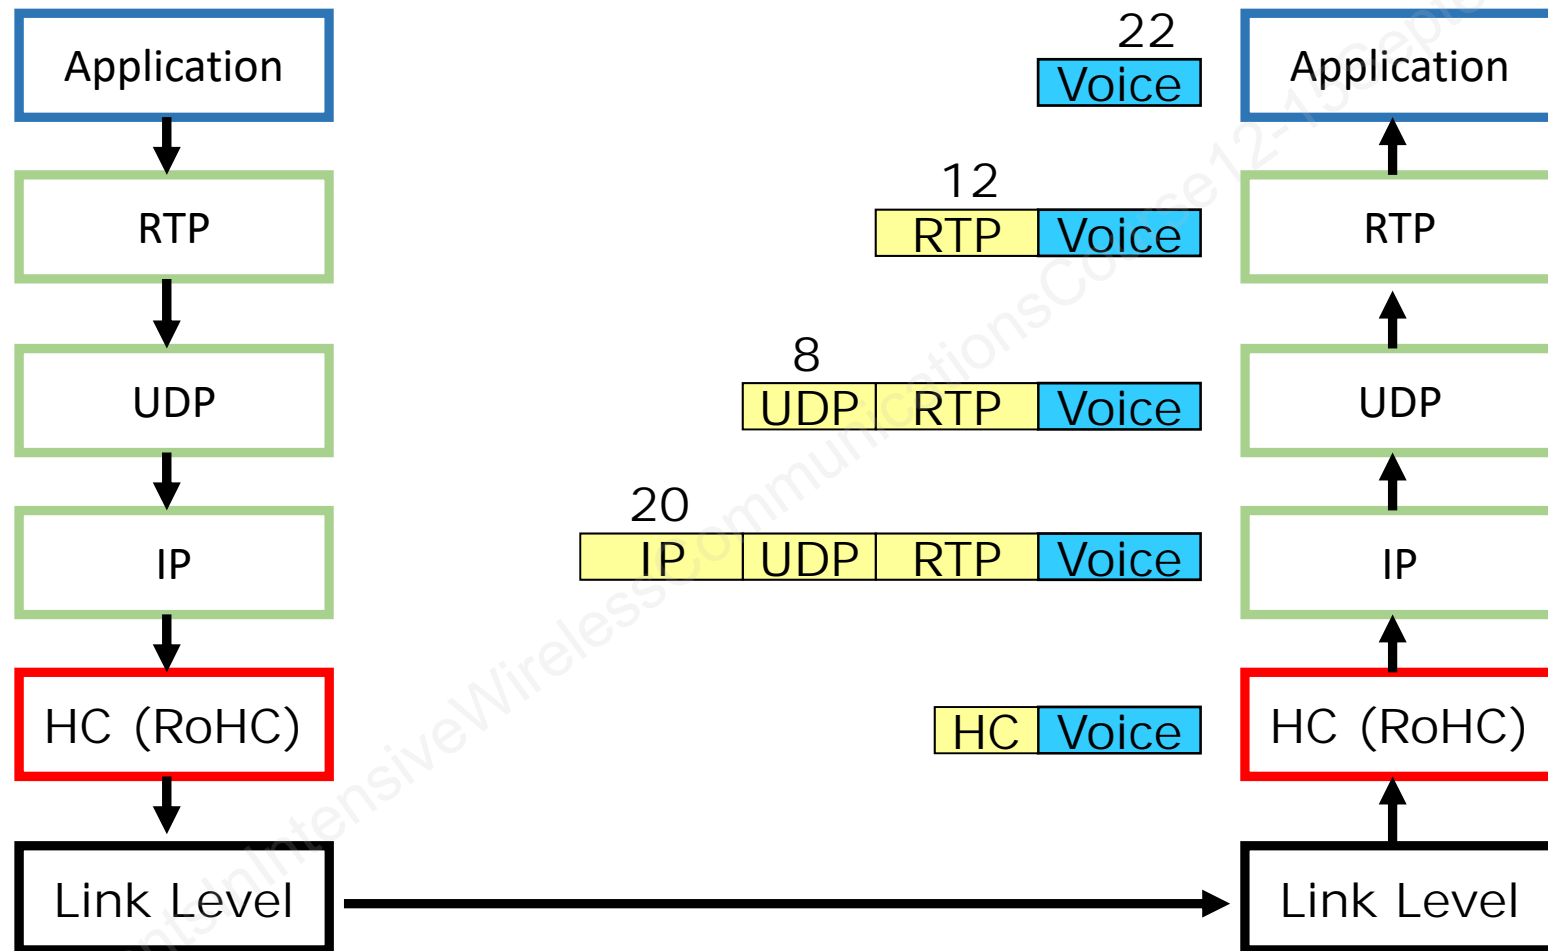 Application
22
Voice
Application
RTP
12
RTP Voice
RTP
UDP
8
UDP RTP Voice
UDP
IP
20
IP UDP RTP Voice
IP
HC (RoHC)
HC Voice
HC (RoHC)
Link Level
Link Level